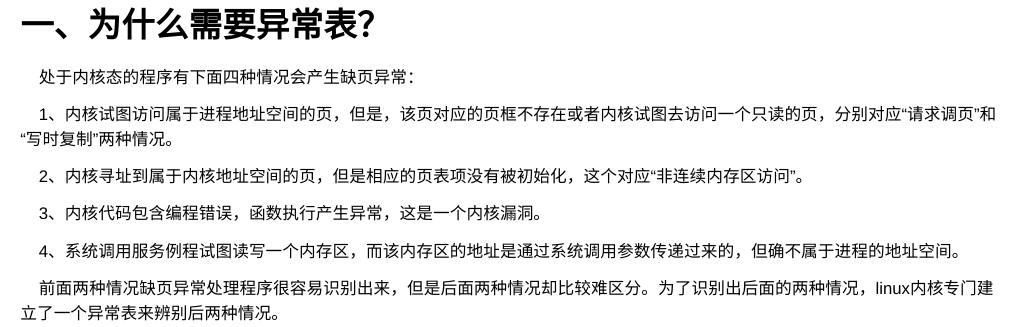 一、为什么需要异常表？
处于内核态的程序有下面四种情况会产生缺页异常：
1、内核试图访问属于进程地址空间的页，但是，该页对应的页框不存在或者内核试图去访问一个只读的页，分别对应“请求调页”和
“写时复制”两种情况。
2、内核寻址到属于内核地址空间的页，但是相应的页表项没有被初始化，这个对应“非连续内存区访问”。
3、内核代码包含编程错误，函数执行产生异常，这是一个内核漏洞。
4、系统调用服务例程试图读写一个内存区，而该内存区的地址是通过系统调用参数传递过来的，但确不属于进程的地址空间。
前面两种情况缺页异常处理程序很容易识别出来，但是后面两种情况却比较难区分。为了识别出后面的两种情况，linux内核专门建
立了一个异常表来辨别后两种情况。